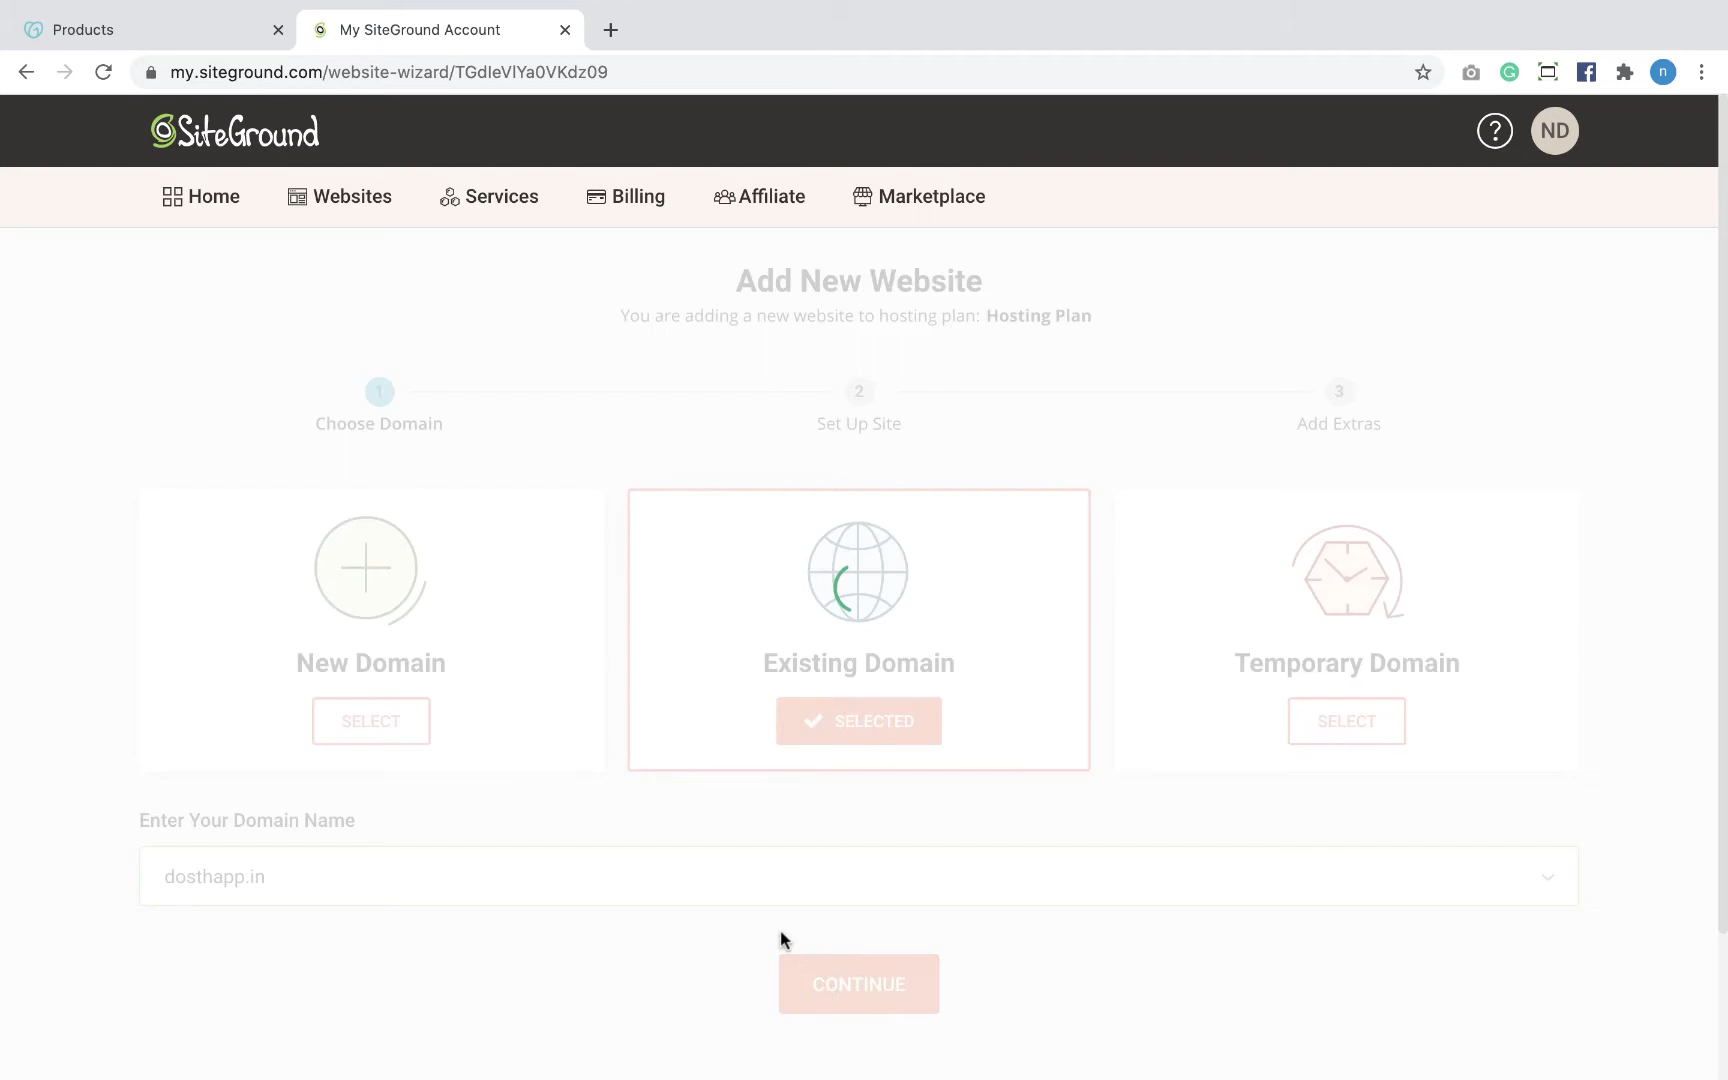 Products
My SiteGround Account
my.siteground.com/website-wizard/TGdIeVlYa0VKdz09
n
SiteGround
?
ND
Home
Websites
Services
Billing
Affiliate
Marketplace
Add New Website
You are adding a new website to hosting plan: Hosting Plan
1
2
3
Choose Domain
Set Up Site
Add Extras
New Domain
Existing Domain
Temporary Domain
SELECT
SELECTED
SELECT
Enter Your Domain Name
dosthapp.in
CONTINUE